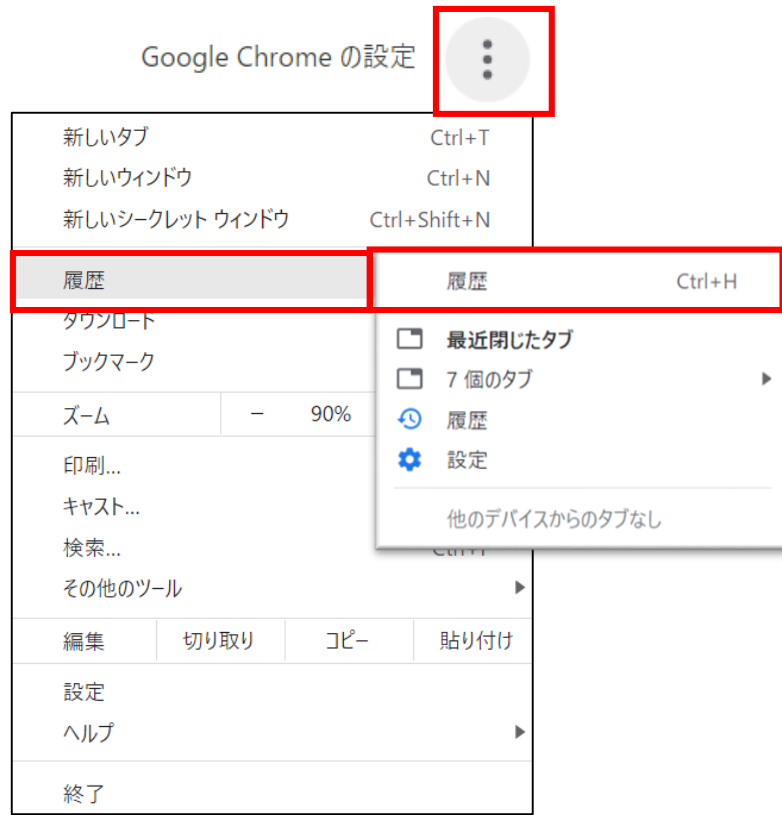 Google Chrome の設定
新しいタブ Ctrl+T
新しいウィンドウ Ctrl+N
新しいシークレット ウィンドウ Ctrl+Shift+N
履歴
履歴 Ctrl+H
ダウンロード
ブックマーク
最近閉じたタブ
7 個のタブ
履歴
設定
他のデバイスからのタブなし
ズーム − 90%
印刷...
キャスト...
検索...
その他のツール
編集 切り取り コピー 貼り付け
設定
ヘルプ
終了